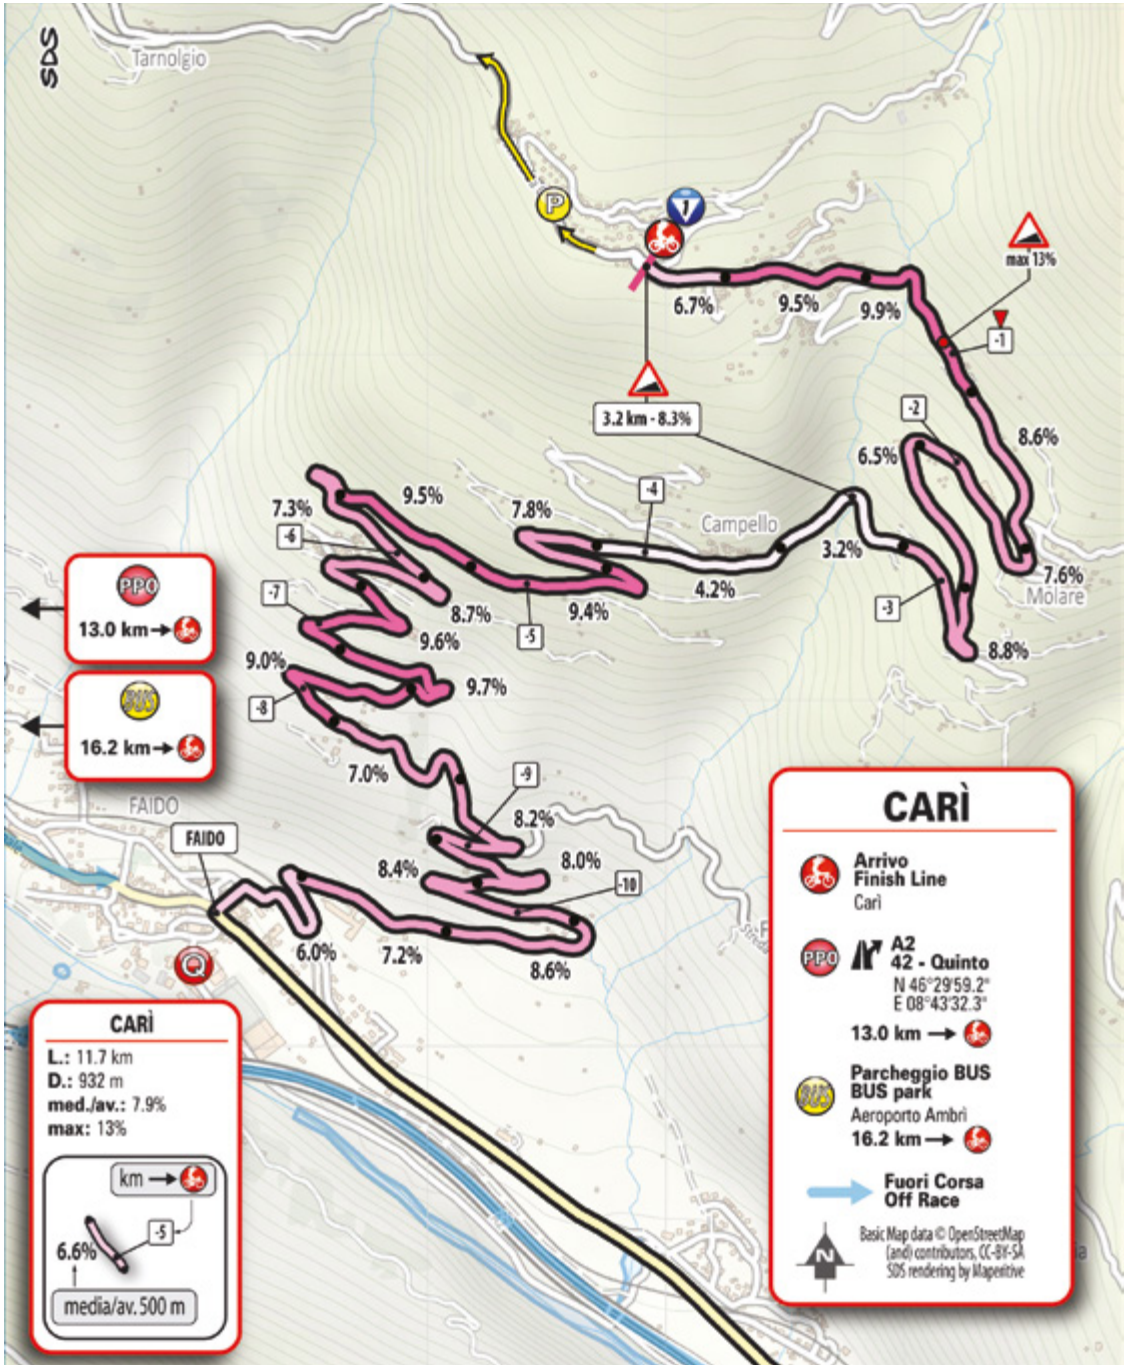 SDS
Tarnolgio
P
1
max 13%
6.7%
9.5%
9.9%
-1
3.2 km - 8.3%
-2
8.6%
6.5%
7.3%
9.5%
7.8%
-4
Campello
-6
3.2%
4.2%
7.6%
Molare
PPO
13.0 km
-7
8.7%
-5
9.4%
-3
9.6%
8.8%
9.0%
9.7%
BUS
16.2 km
-8
7.0%
-9
FAIDO
8.2%
FAIDO
8.4%
8.0%
-10
6.0%
7.2%
8.6%
Q
CARÌ
Arrivo
Finish Line
Carì
PPO
A2
42 - Quinto
N 46°29'59.2"
E 08°43'32.3"
13.0 km
BUS
Parcheggio BUS
BUS park
Aeroporto Ambrì
16.2 km
Fuori Corsa
Off Race
N
Basic Map data © OpenStreetMap
(and) contributors, CC-BY-SA
SDS rendering by Maperitive
CARÌ
L.: 11.7 km
D.: 932 m
med./av.: 7.9%
max: 13%
km
-5
6.6%
media/av. 500 m